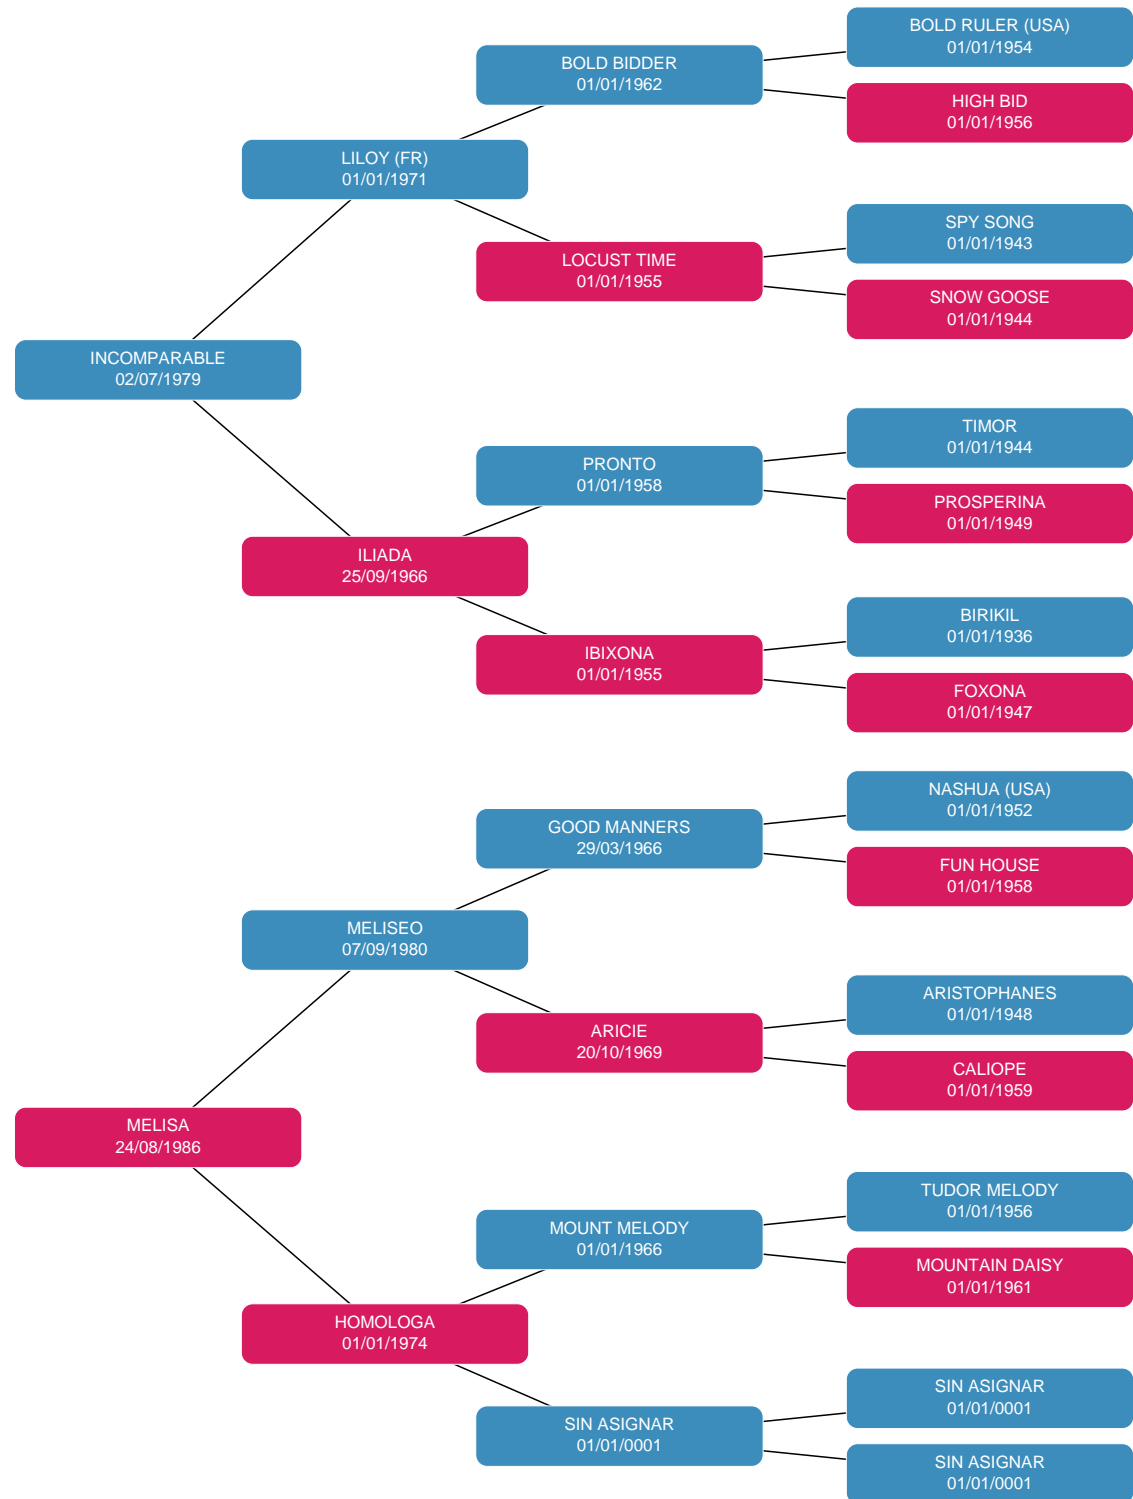 BOLD RULER (USA)
01/01/1954
BOLD BIDDER
01/01/1962
HIGH BID
01/01/1956
LILOY (FR)
01/01/1971
SPY SONG
01/01/1943
LOCUST TIME
01/01/1955
SNOW GOOSE
01/01/1944
INCOMPARABLE
02/07/1979
TIMOR
01/01/1944
PRONTO
01/01/1958
PROSPERINA
01/01/1949
ILIADA
25/09/1966
BIRIKIL
01/01/1936
IBIXONA
01/01/1955
FOXONA
01/01/1947
NASHUA (USA)
01/01/1952
GOOD MANNERS
29/03/1966
FUN HOUSE
01/01/1958
MELISEO
07/09/1980
ARISTOPHANES
01/01/1948
ARICIE
20/10/1969
CALIOPE
01/01/1959
MELISA
24/08/1986
TUDOR MELODY
01/01/1956
MOUNT MELODY
01/01/1966
MOUNTAIN DAISY
01/01/1961
HOMOLOGA
01/01/1974
SIN ASIGNAR
01/01/0001
SIN ASIGNAR
01/01/0001
SIN ASIGNAR
01/01/0001